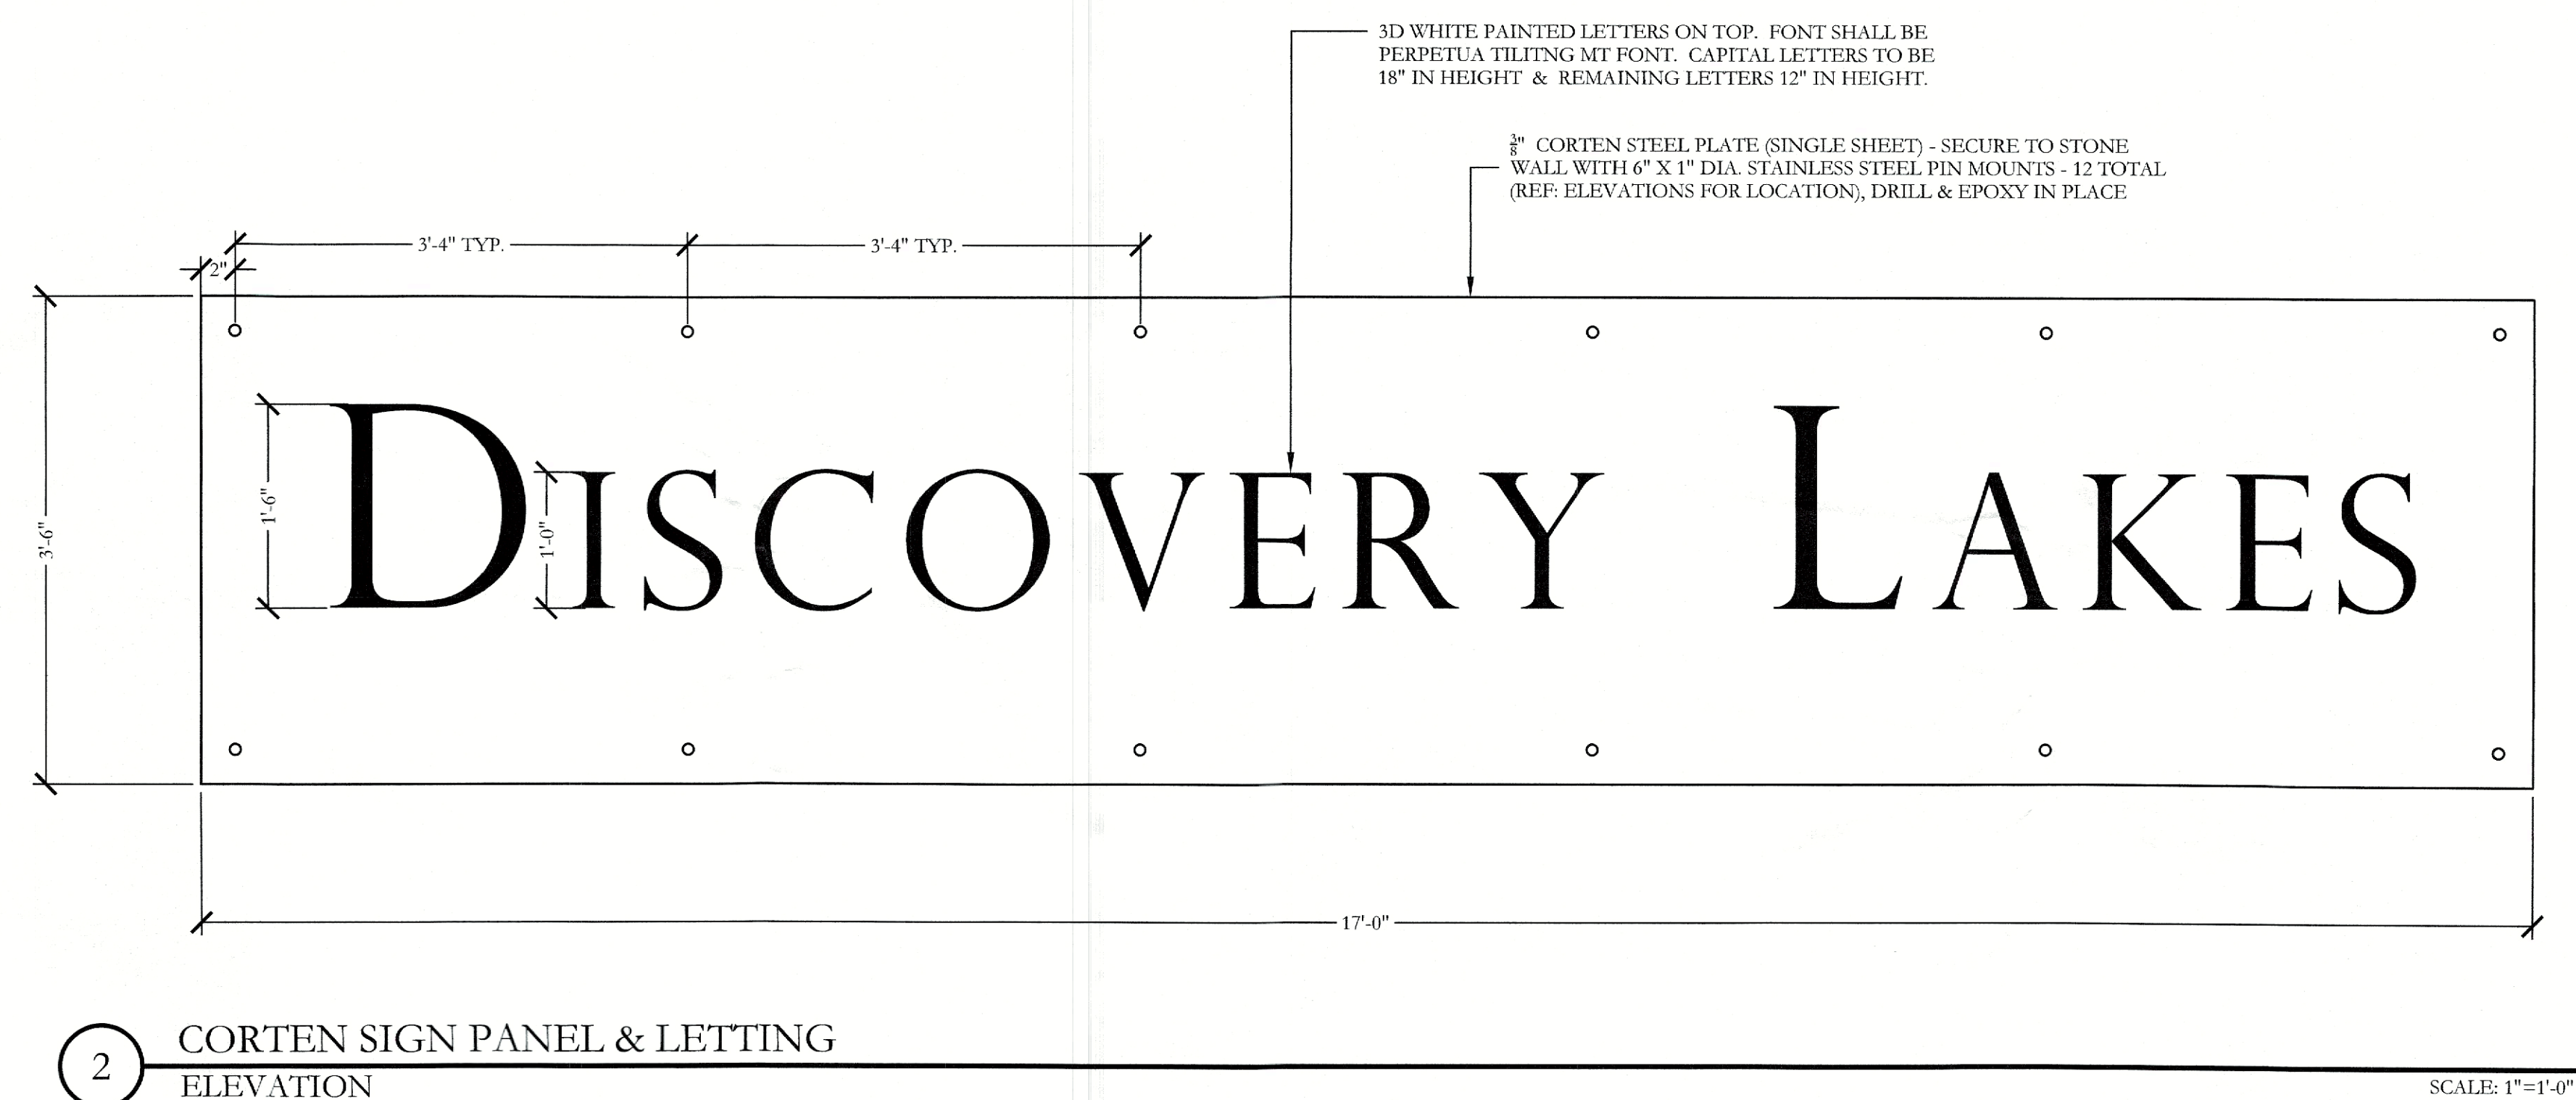 3D WHITE PAINTED LETTERS ON TOP. FONT SHALL BE
PERPETUA TILITNG MT FONT. CAPITAL LETTERS TO BE
18" IN HEIGHT & REMAINING LETTERS 12" IN HEIGHT.
3/8" CORTEN STEEL PLATE (SINGLE SHEET) - SECURE TO STONE
WALL WITH 6" X 1" DIA. STAINLESS STEEL PIN MOUNTS - 12 TOTAL
(REF: ELEVATIONS FOR LOCATION), DRILL & EPOXY IN PLACE
3'-4" TYP.
3'-4" TYP.
2"
3'-6"
1'-6"
1'-0"
DISCOVERY LAKES
17'-0"
2
CORTEN SIGN PANEL & LETTING
ELEVATION
SCALE: 1"=1'-0"